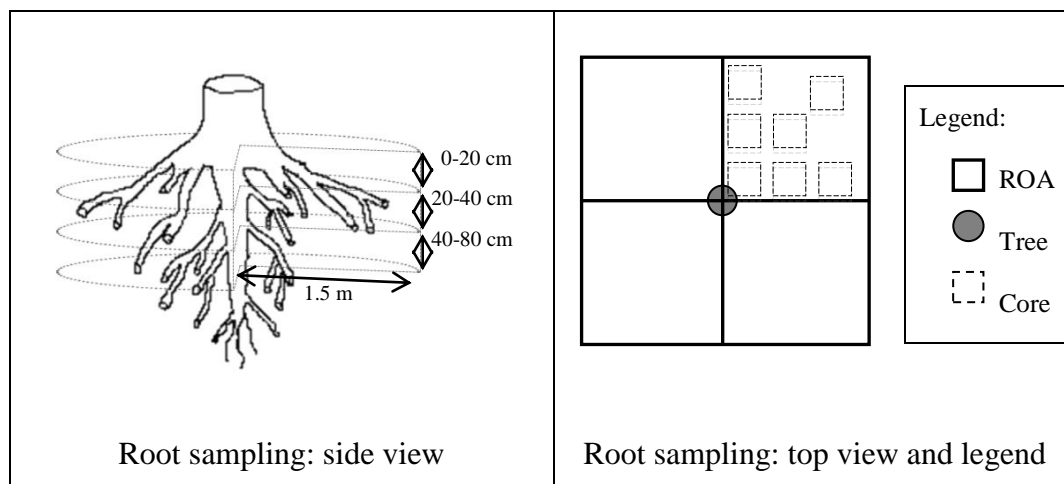 0-20 cm
20-40 cm
40-80 cm
1.5 m
Root sampling: side view
Legend:
ROA
Tree
Core
Root sampling: top view and legend